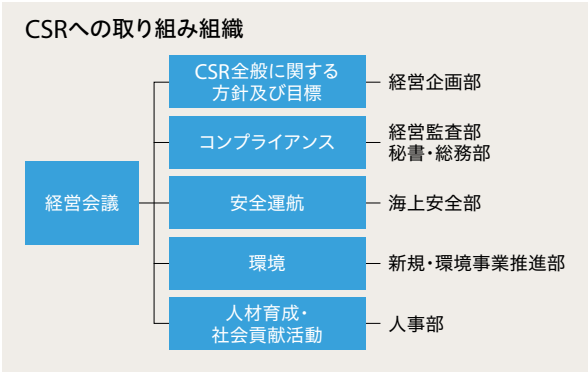 CSRへの取り組み組織
経営会議
CSR全般に関する
方針及び目標
経営企画部
コンプライアンス
経営監査部
秘書・総務部
安全運航
海上安全部
環境
新規・環境事業推進部
人材育成・
社会貢献活動
人事部